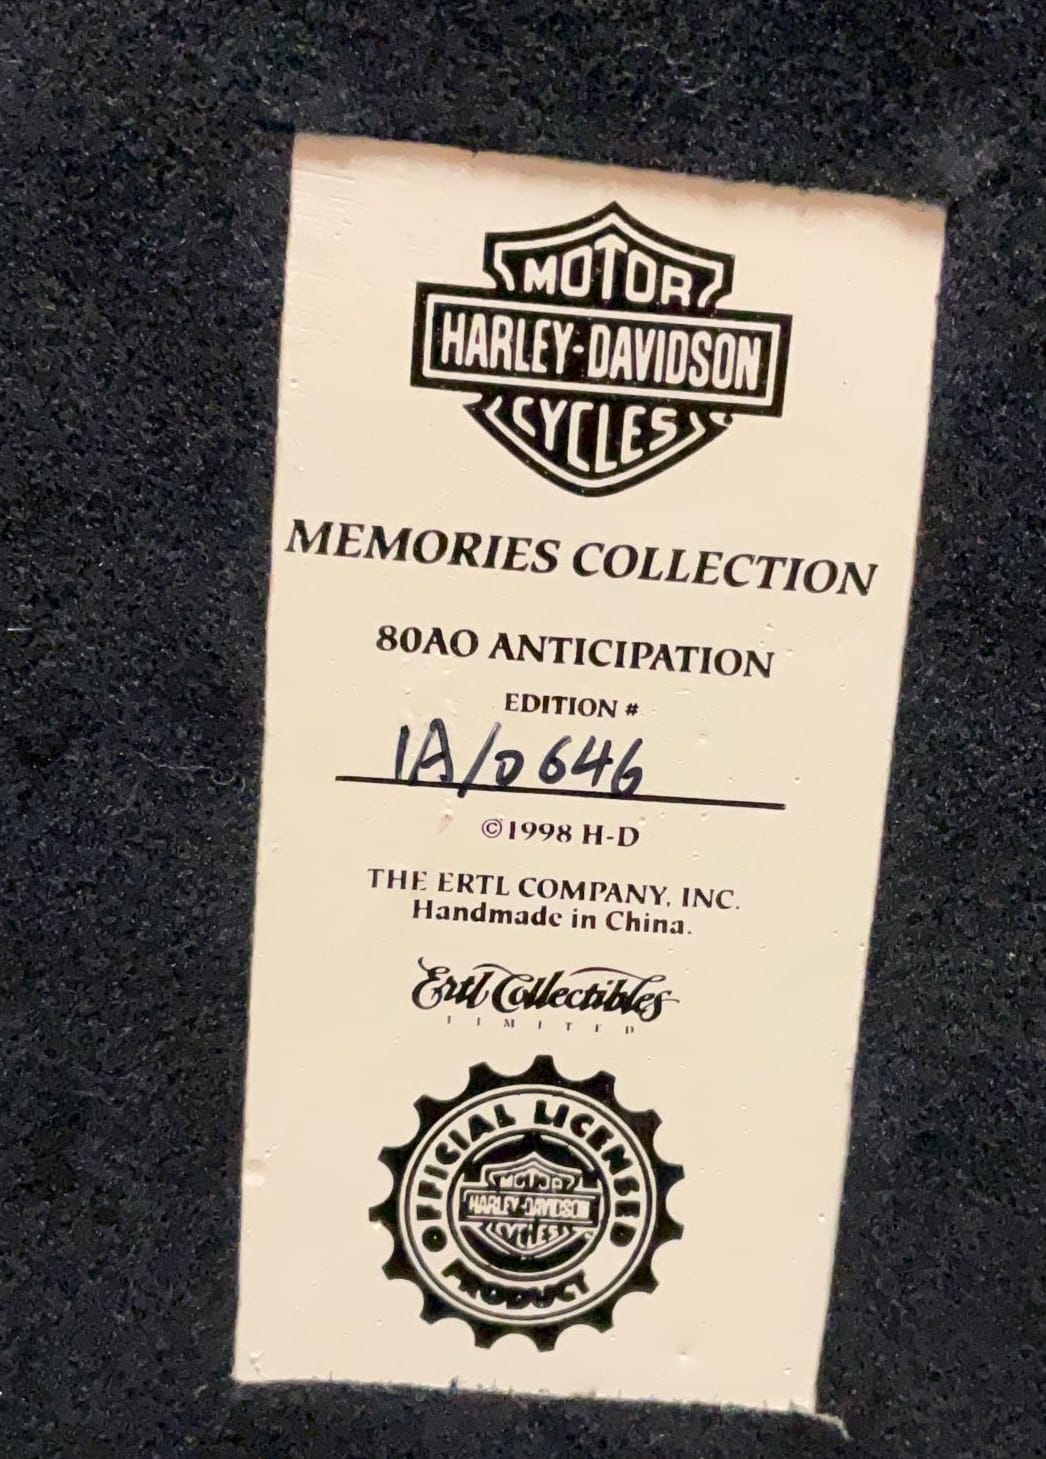 MOTOR
HARLEY-DAVIDSON
CYCLES
MEMORIES COLLECTION
80AO ANTICIPATION
EDITION #
1A/0646
©1998 H-D
THE ERTL COMPANY, INC.
Handmade in China.
Ertl Collectibles
LIMITED
OFFICIAL LICENSED
MOTOR
HARLEY-DAVIDSON
CYCLES
PRODUCT